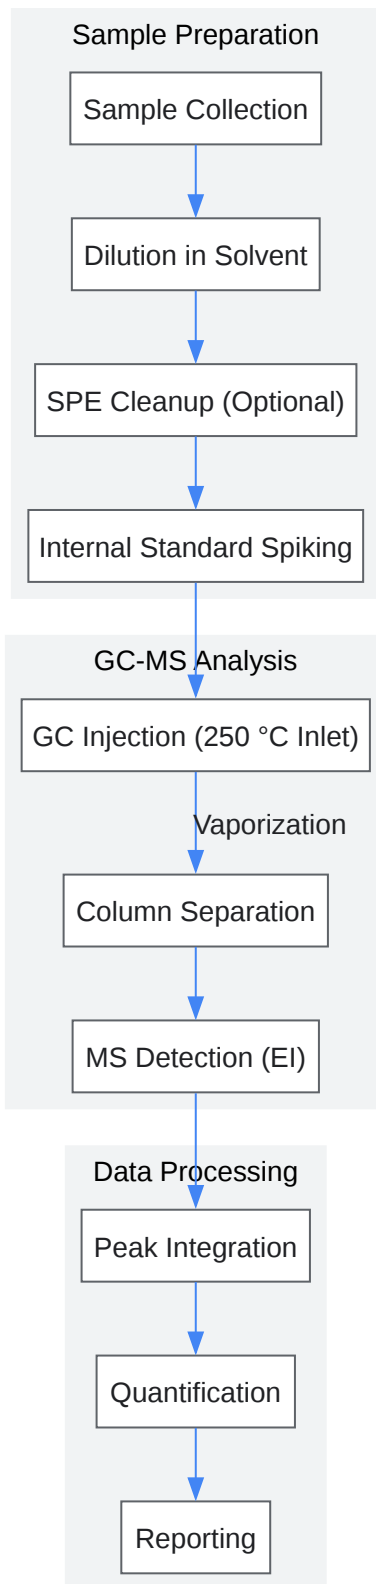 Sample Preparation
Sample Collection
Dilution in Solvent
SPE Cleanup (Optional)
Internal Standard Spiking
GC-MS Analysis
GC Injection (250 °C Inlet)
Vaporization
Column Separation
MS Detection (EI)
Data Processing
Peak Integration
Quantification
Reporting